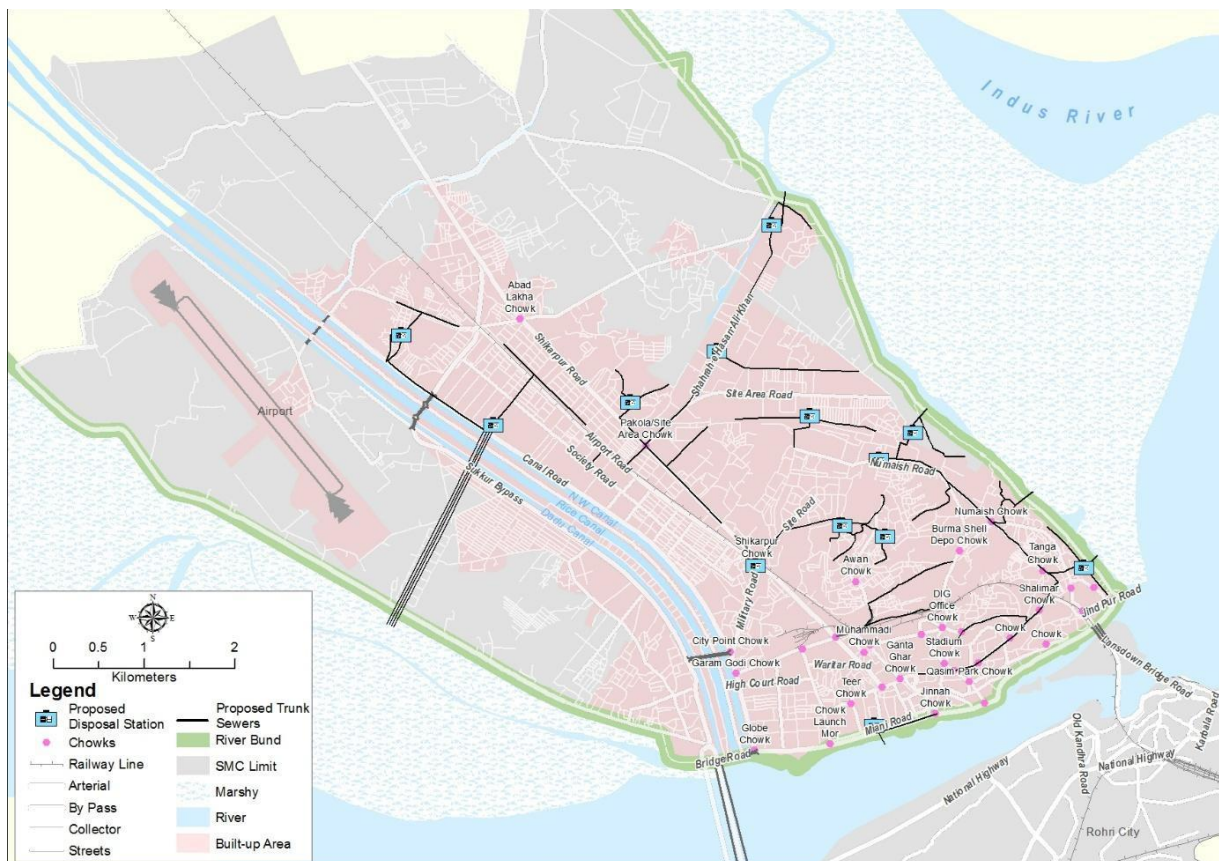 Indus River
Abad
Lakha
Chowk
Shikarpur Road
Shahrah-e-Hasan-Ali-Khan
Site Area Road
Pakola/Site
Area Chowk
Airport
Airport Road
Society Road
Canal Road
Sukkur Bypass
N.W Canal
Rice Canal
Dadu Canal
Numaish Road
Site Road
Numaish Chowk
Burma Shell
Depo Chowk
Shikarpur
Chowk
Awan
Chowk
Tanga
Chowk
Shalimar
Chowk
Military Road
DIG
Office Chowk
Jind Pur Road
City Point Chowk
Muhammadi
Chowk
Stadium
Chowk
Chowk
Chowk
Lansdown Bridge Road
Garam Godi Chowk
Waritar Road
Ganta
Ghar
Chowk
Qasim Park Chowk
High Court Road
Teer
Chowk
Jinnah
Chowk
Globe
Chowk
Chowk
Launch
Mor
Miani Road
Bridge Road
Old Kandhra Road
Karbala Road
National Highway
National Highway
Rohri City
N
W
E
S
0 0.5 1 2
Kilometers
Legend
Proposed
Disposal Station
Chowks
Railway Line
Arterial
By Pass
Collector
Streets
Proposed Trunk
Sewers
River Bund
SMC Limit
Marshy
River
Built-up Area